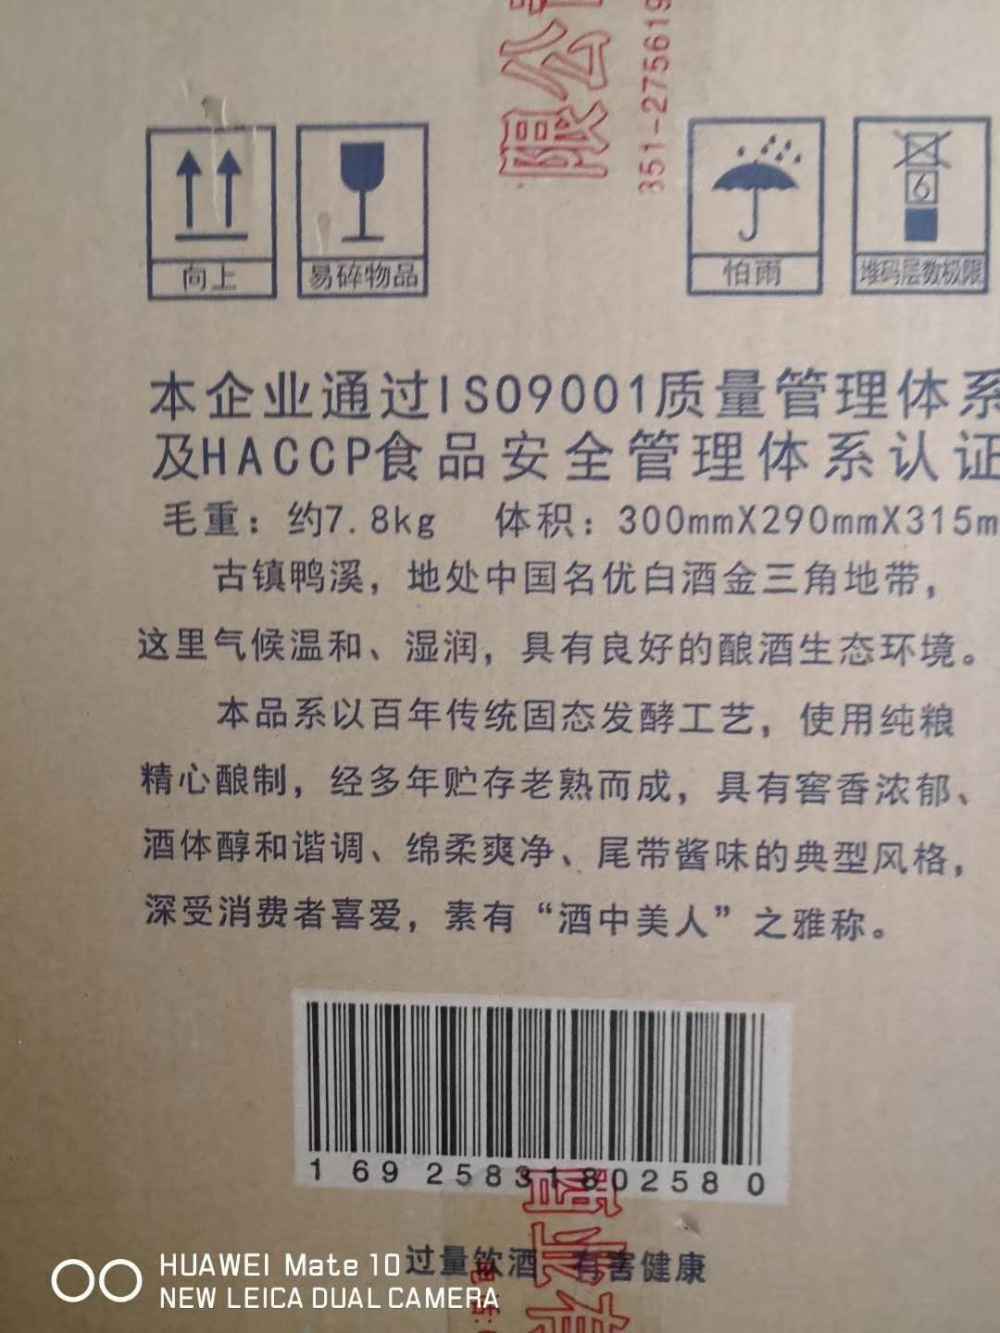 限公
351-275619
向上
易碎物品
怕雨
6
堆码层数极限
本企业通过ISO9001质量管理体系
及HACCP食品安全管理体系认证
毛重：约7.8kg 体积：300mmX290mmX315m
古镇鸭溪，地处中国名优白酒金三角地带，
这里气候温和、湿润，具有良好的酿酒生态环境。
本品系以百年传统固态发酵工艺，使用纯粮
精心酿制，经多年贮存老熟而成，具有窖香浓郁、
酒体醇和谐调、绵柔爽净、尾带酱味的典型风格，
深受消费者喜爱，素有“酒中美人”之雅称。
1 69 25831802580
过量饮酒 有害健康
HUAWEI Mate 10
NEW LEICA DUAL CAMERA